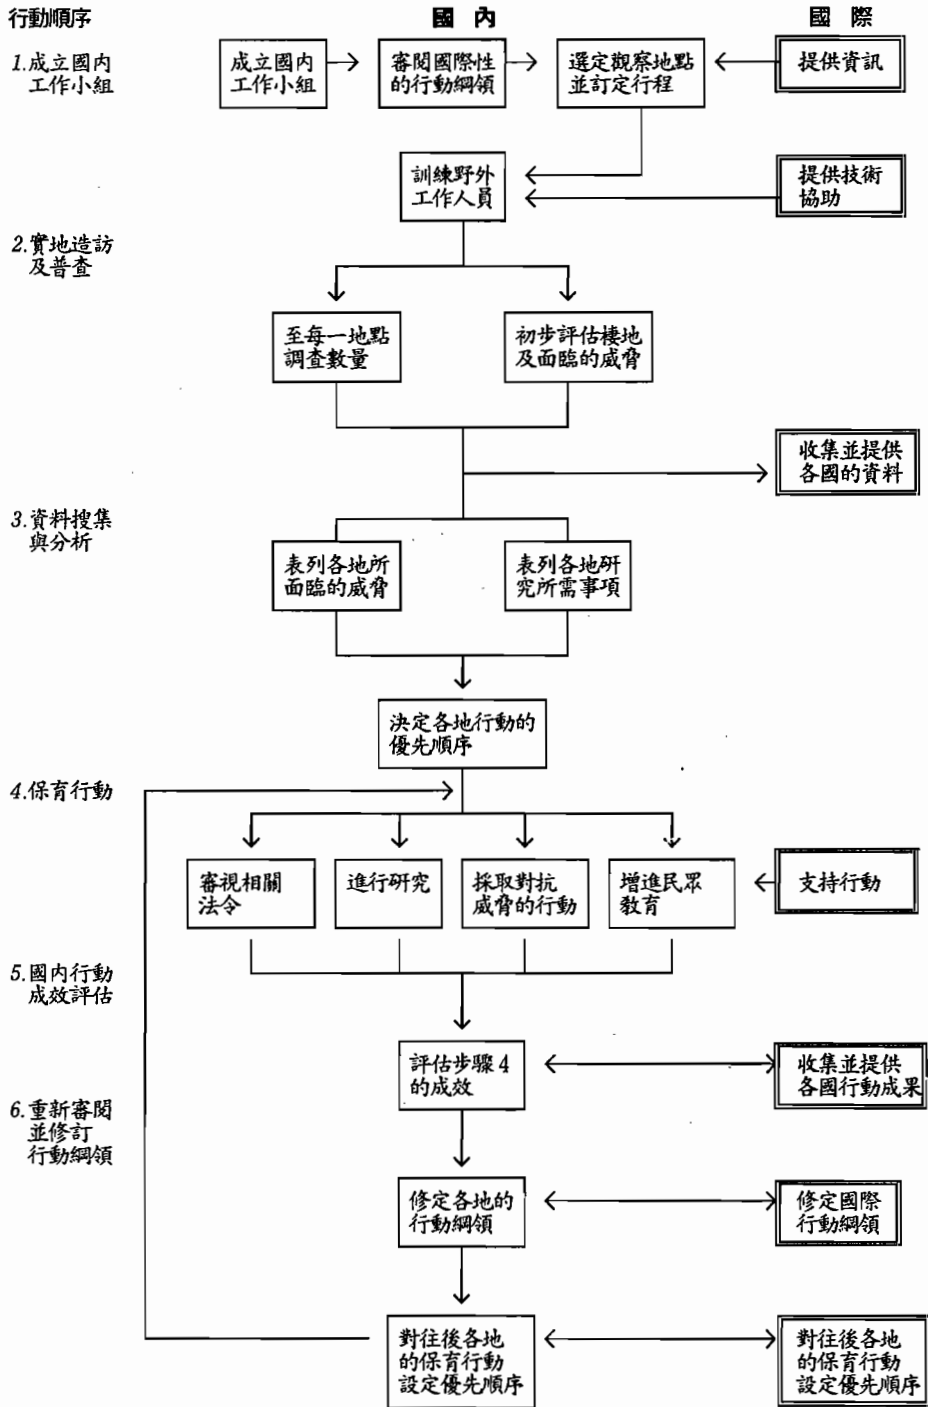 行動順序
國 內
國 際
1.成立國內
工作小組
成立國內
工作小組
審閱國際性
的行動綱領
選定觀察地點
並訂定行程
提供資訊
訓練野外
工作人員
提供技術
協助
2.實地造訪
及普查
至每一地點
調查數量
初步評估棲地
及面臨的威脅
收集並提供
各國的資料
3.資料搜集
與分析
表列各地所
面臨的威脅
表列各地研
究所需事項
決定各地行動的
優先順序
4.保育行動
審視相關
法令
進行研究
採取對抗
威脅的行動
增進民眾
教育
支持行動
5.國內行動
成效評估
評估步驟4
的成效
收集並提供
各國行動成果
6.重新審閱
並修訂
行動綱領
修定各地的
行動綱領
修定國際
行動綱領
對往後各地
的保育行動
設定優先順序
對往後各地
的保育行動
設定優先順序